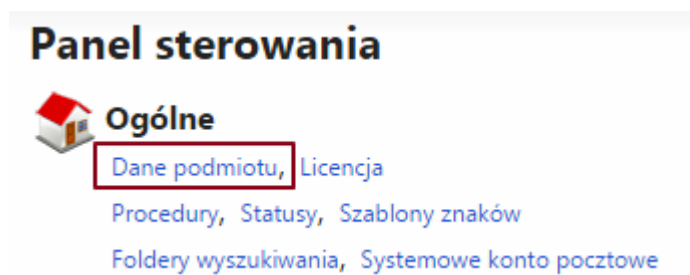 Panel sterowania
Ogólne
Dane podmiotu, Licencja
Procedury, Statusy, Szablony znaków
Foldery wyszukiwania, Systemowe konto pocztowe